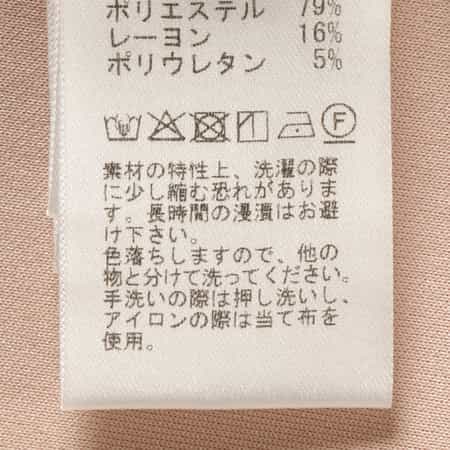 ポリエステル 79%
レーヨン 16%
ポリウレタン 5%
F
素材の特性上、洗濯の際
に少し縮む恐れがありま
す。長時間の浸漬はお避
け下さい。
色落ちしますので、他の
物と分けて洗ってください。
手洗いの際は押し洗いし、
アイロンの際は当て布を
使用。